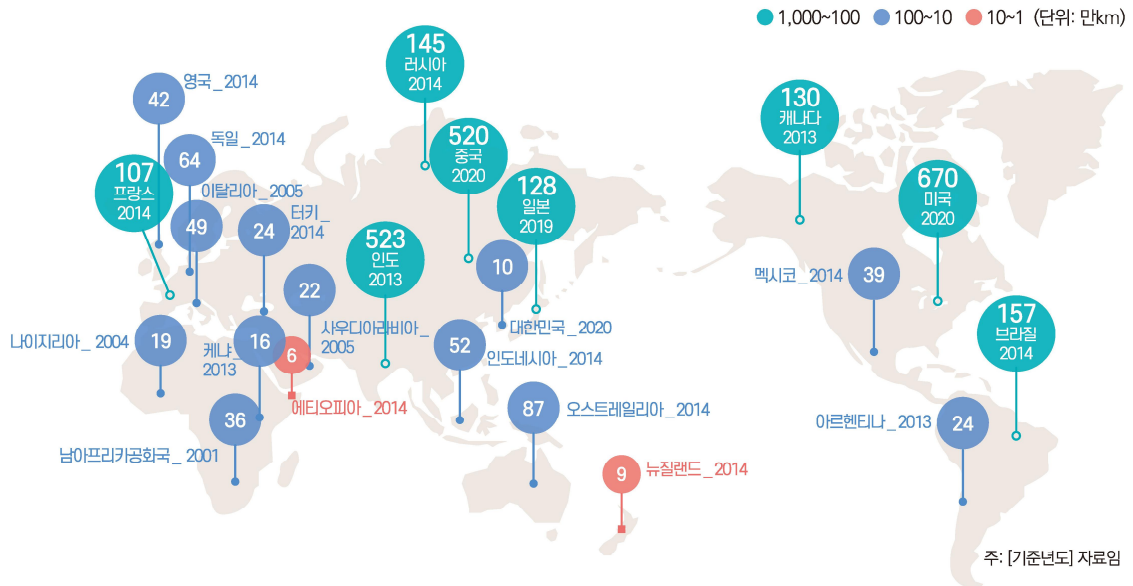 1,000~100 100~10 10~1 (단위: 만km)
145
러시아
2014
42
영국_2014
130
캐나다
2013
64
독일_2014
520
중국
2020
107
프랑스
2014
이탈리아_2005
49
128
일본
2019
670
미국
2020
24
터키_
2014
523
인도
2013
10
대한민국_2020
멕시코_2014
39
22
사우디아라비아_
2005
157
브라질
2014
나이지리아_2004
19
케냐_
2013
16
6
에티오피아_2014
52
인도네시아_2014
87
오스트레일리아_2014
36
남아프리카공화국_2001
아르헨티나_2013
24
9
뉴질랜드_2014
주: [기준년도] 자료임